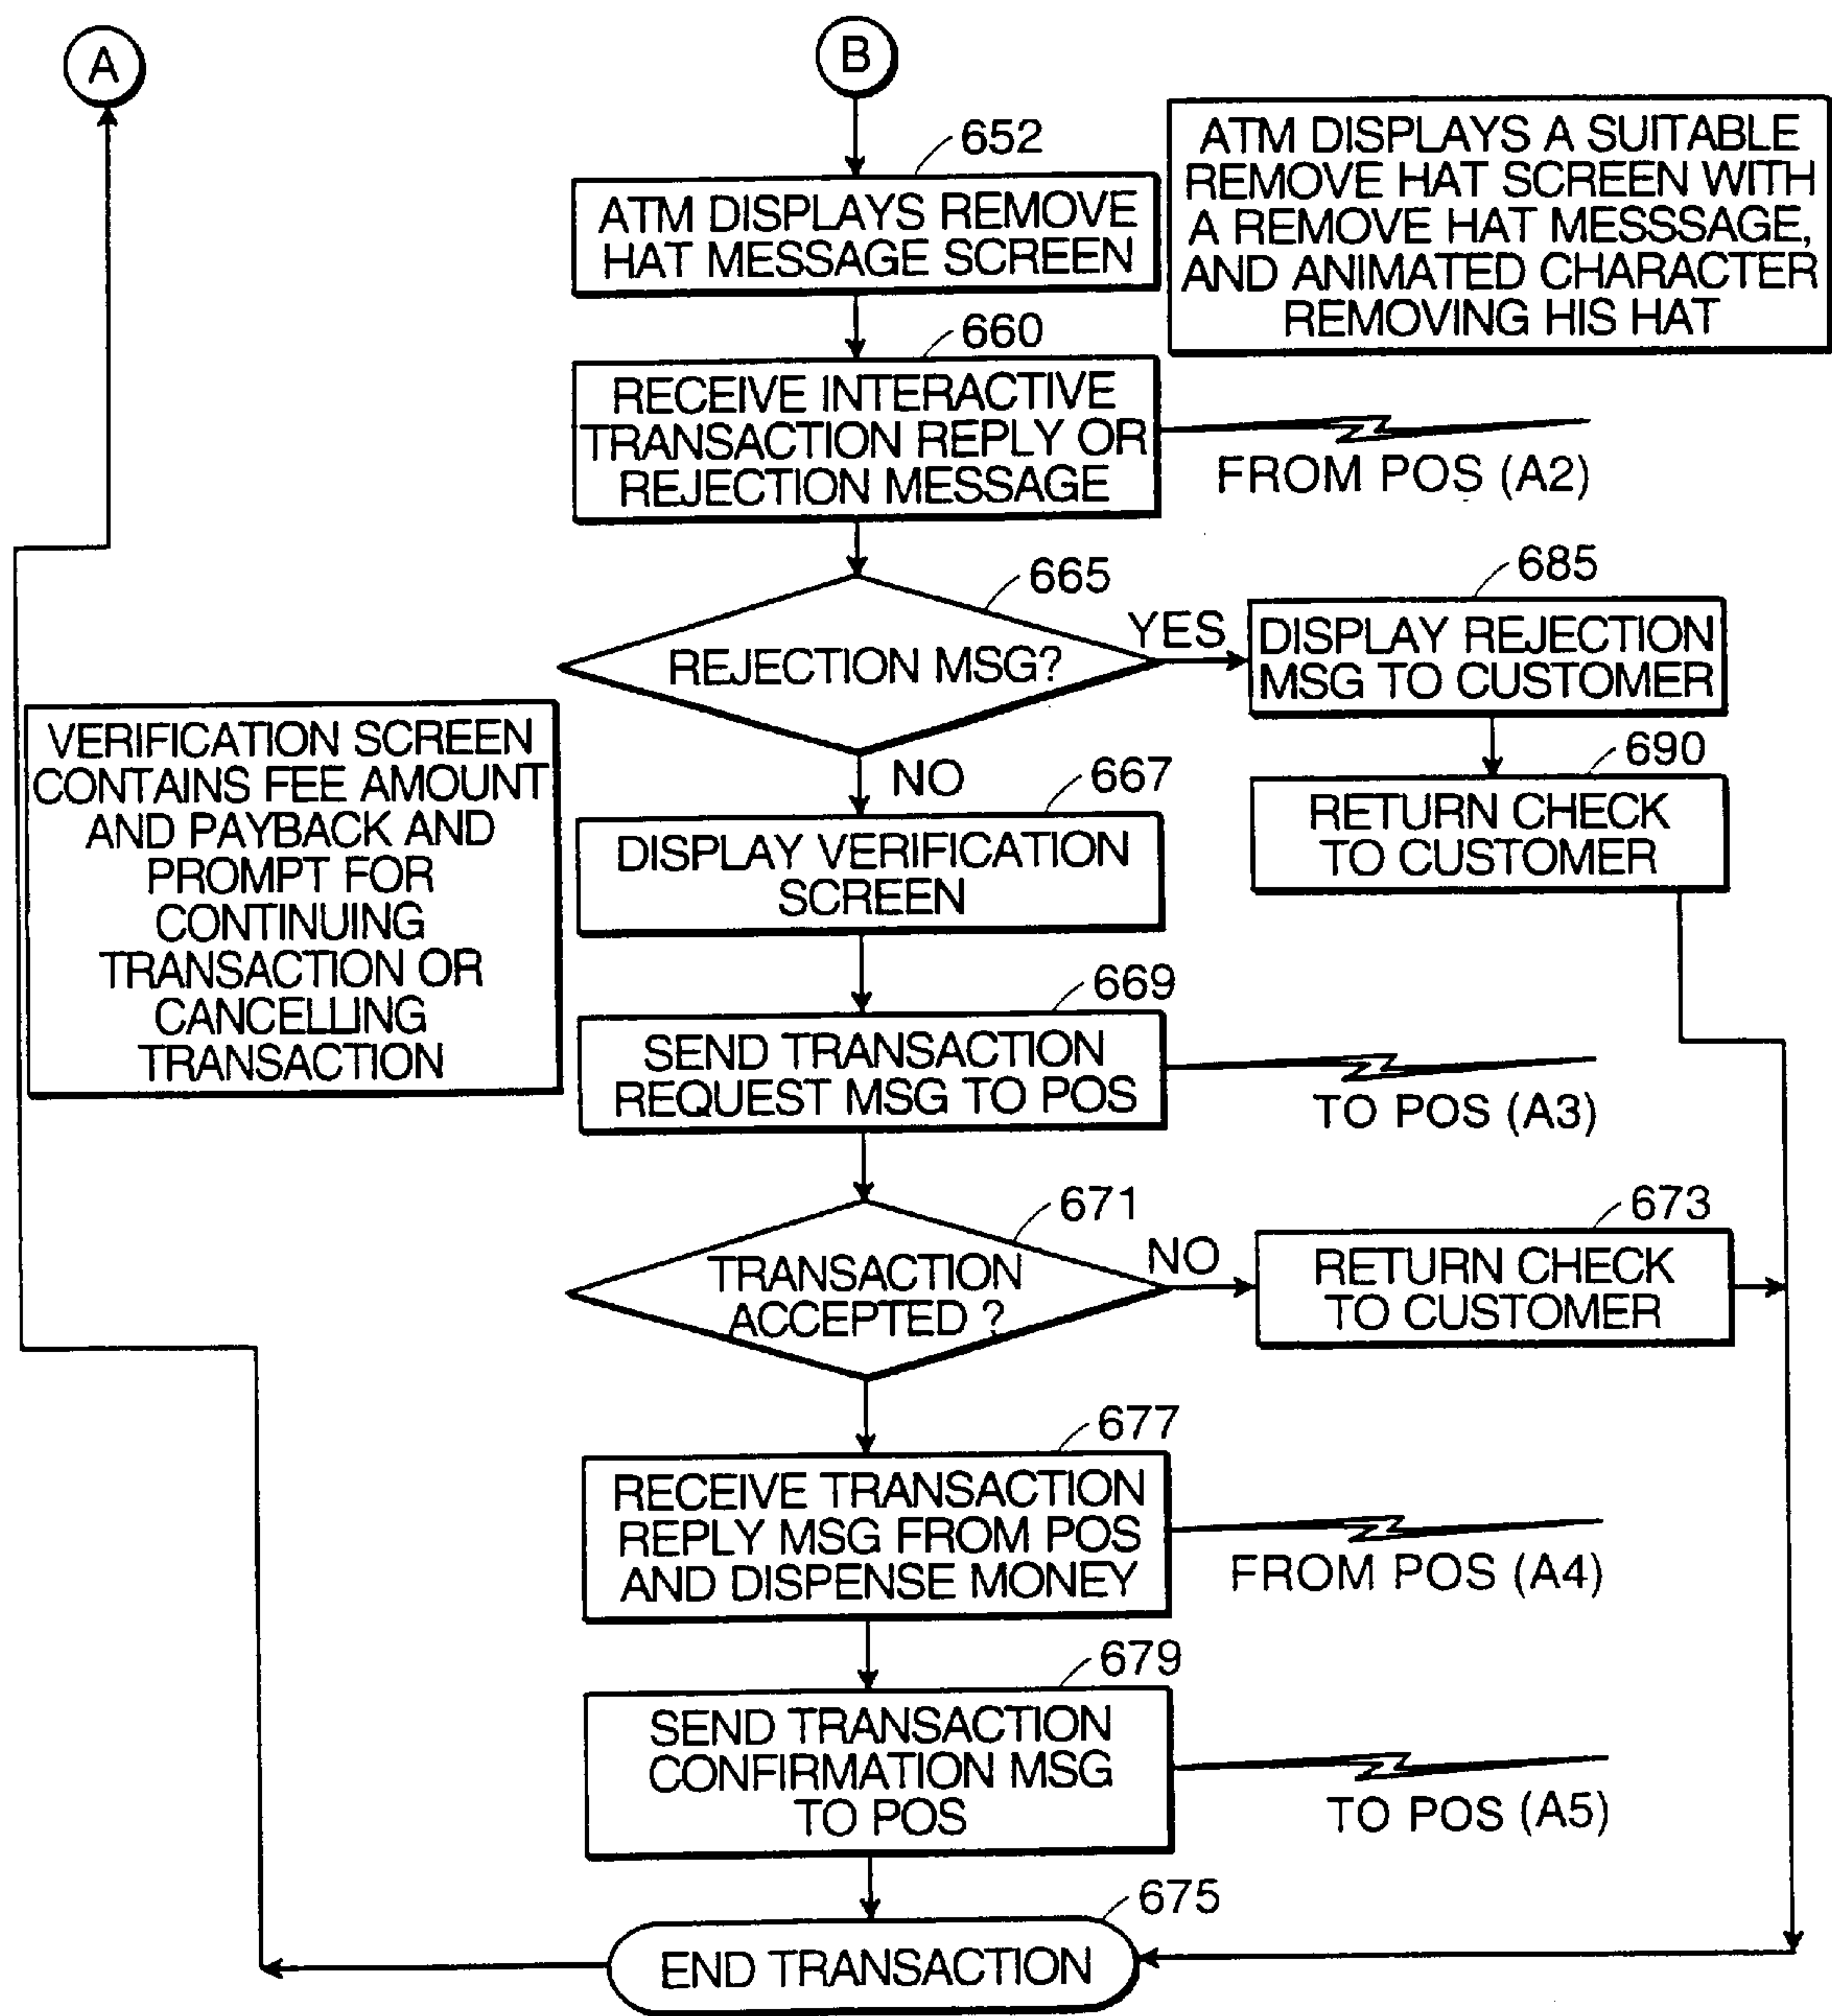 A
B
652
ATM DISPLAYS REMOVE
HAT MESSAGE SCREEN
ATM DISPLAYS A SUITABLE
REMOVE HAT SCREEN WITH
A REMOVE HAT MESSSAGE,
AND ANIMATED CHARACTER
REMOVING HIS HAT
660
RECEIVE INTERACTIVE
TRANSACTION REPLY OR
REJECTION MESSAGE
FROM POS (A2)
665
REJECTION MSG?
YES
685
DISPLAY REJECTION
MSG TO CUSTOMER
690
RETURN CHECK
TO CUSTOMER
NO
VERIFICATION SCREEN
CONTAINS FEE AMOUNT
AND PAYBACK AND
PROMPT FOR
CONTINUING
TRANSACTION OR
CANCELLING
TRANSACTION
667
DISPLAY VERIFICATION
SCREEN
669
SEND TRANSACTION
REQUEST MSG TO POS
TO POS (A3)
671
TRANSACTION
ACCEPTED ?
NO
673
RETURN CHECK
TO CUSTOMER
677
RECEIVE TRANSACTION
REPLY MSG FROM POS
AND DISPENSE MONEY
FROM POS (A4)
679
SEND TRANSACTION
CONFIRMATION MSG
TO POS
TO POS (A5)
675
END TRANSACTION